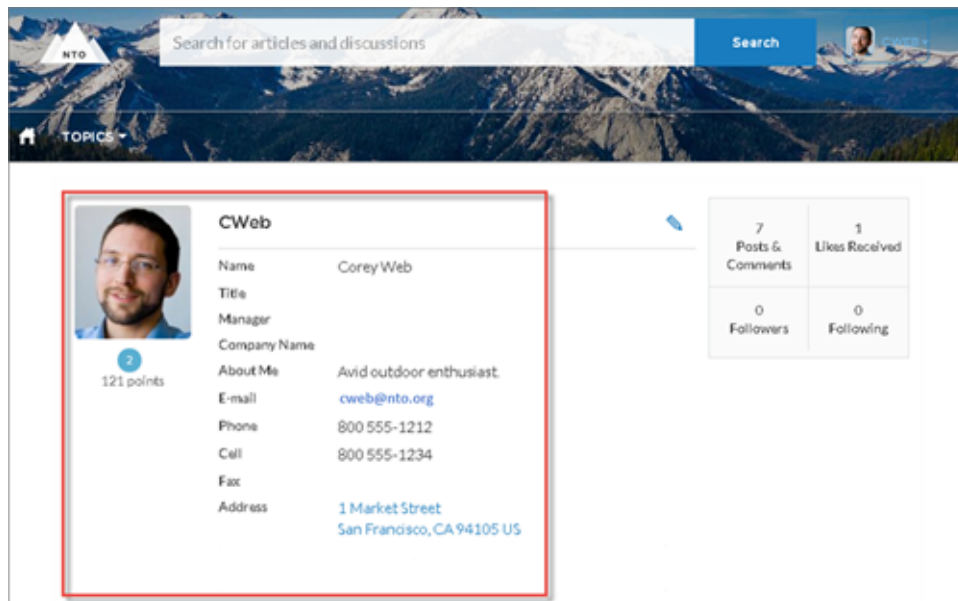 NTO
Search for articles and discussions
Search
CWEB
TOPICS
CWeb
Name Corey Web
Title
Manager
Company Name
About Me Avid outdoor enthusiast.
E-mail cweb@nto.org
Phone 800 555-1212
Cell 800 555-1234
Fax
Address 1 Market Street
San Francisco, CA 94105 US
2
121 points
7
Posts &
Comments
1
Likes Received
0
Followers
0
Following